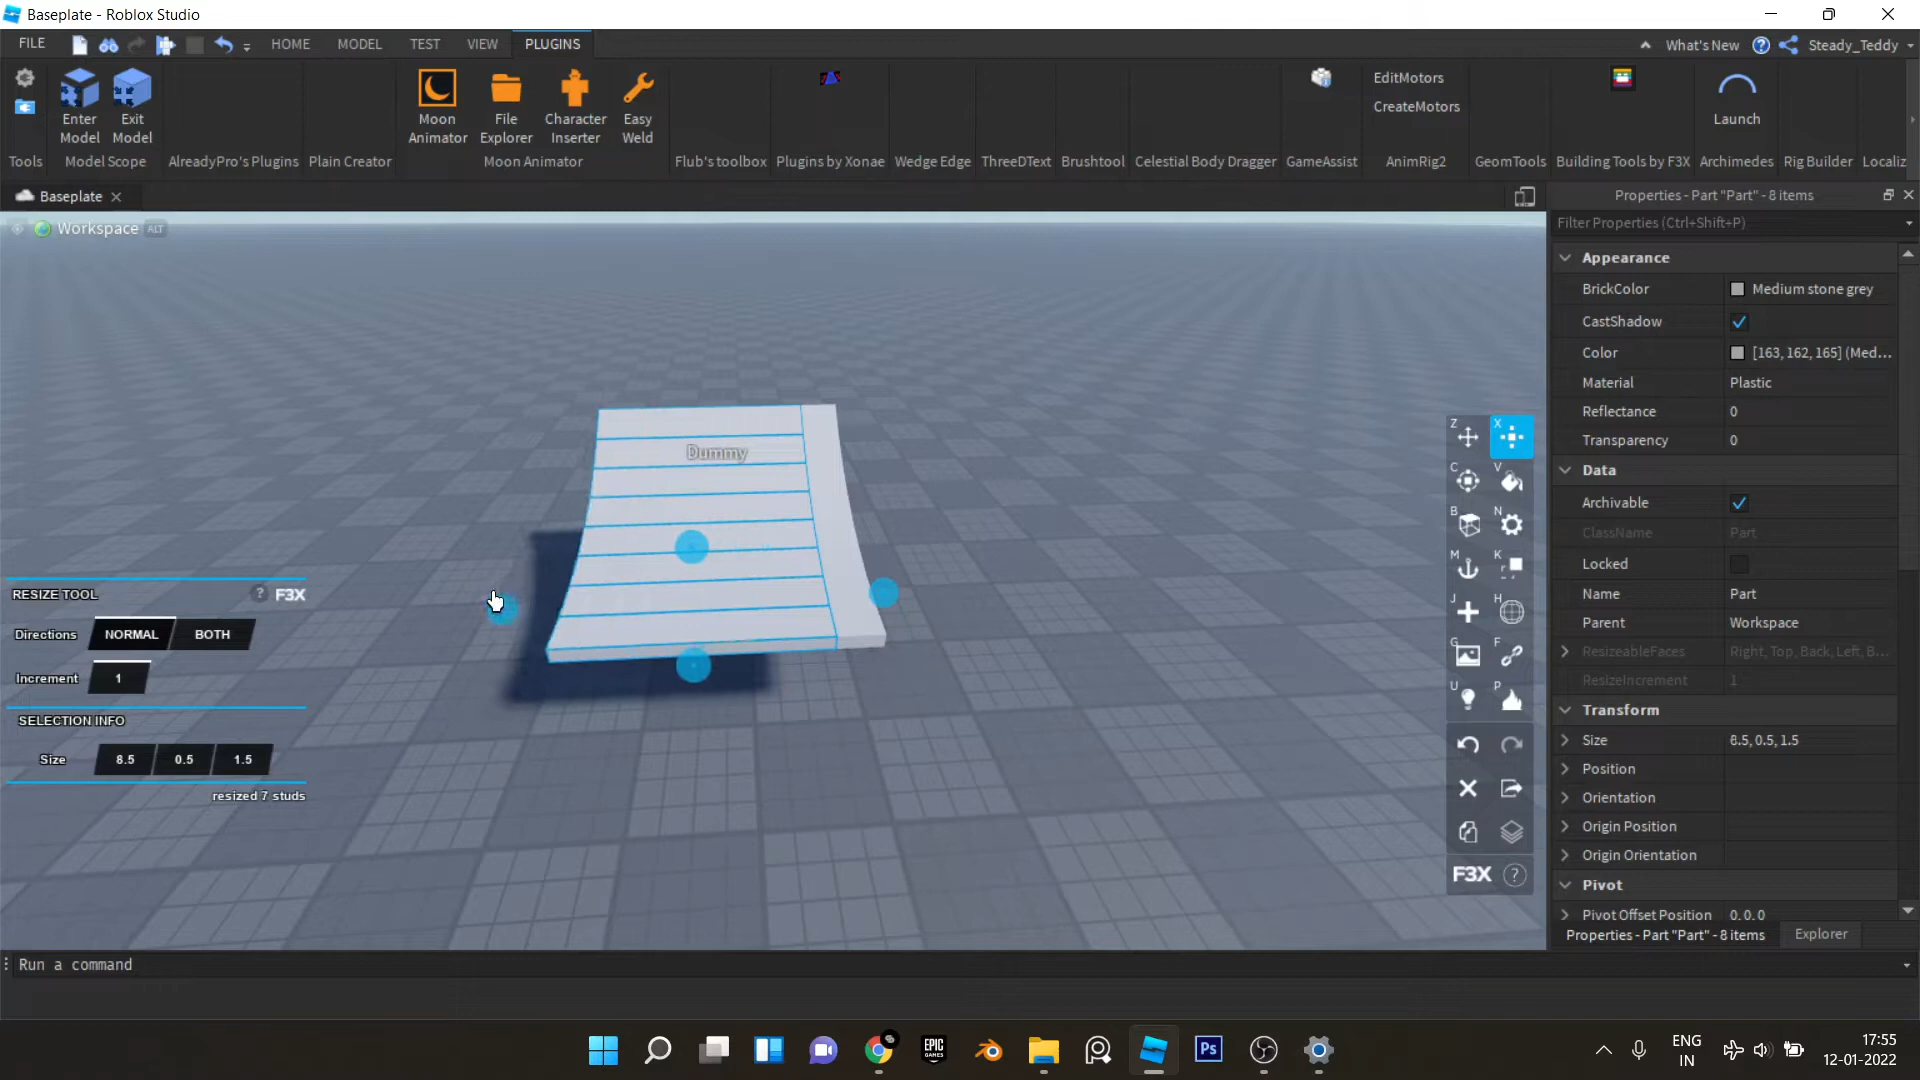 Baseplate - Roblox Studio
FILE HOME MODEL TEST VIEW PLUGINS What's New Steady_Teddy
Enter Model
Exit Model
Moon Animator
File Explorer
Character Inserter
Easy Weld
EditMotors
CreateMotors
Launch
Tools Model Scope AlreadyPro's Plugins Plain Creator Moon Animator Flub's toolbox Plugins by Xonae Wedge Edge ThreeDText Brushtool Celestial Body Dragger GameAssist AnimRig2 GeomTools Building Tools by F3X Archimedes Rig Builder Localiz
Baseplate
Workspace ALT
Dummy
RESIZE TOOL ? F3X
Directions NORMAL BOTH
Increment 1
SELECTION INFO
Size 8.5 0.5 1.5
resized 7 studs
Z X
C V
B N
M K
J H
G F
U P
F3X ?
Properties - Part "Part" - 8 items
Filter Properties (Ctrl+Shift+P)
Appearance
BrickColor Medium stone grey
CastShadow
Color [163, 162, 165] (Med...
Material Plastic
Reflectance 0
Transparency 0
Data
Archivable
ClassName Part
Locked
Name Part
Parent Workspace
ResizeableFaces Right, Top, Back, Left, B...
ResizeIncrement 1
Transform
Size 8.5, 0.5, 1.5
Position
Orientation
Origin Position
Origin Orientation
Pivot
Pivot Offset Position 0, 0, 0
Properties - Part "Part" - 8 items Explorer
Run a command
EPIC GAMES
Ps
ENG
IN
17:55
12-01-2022